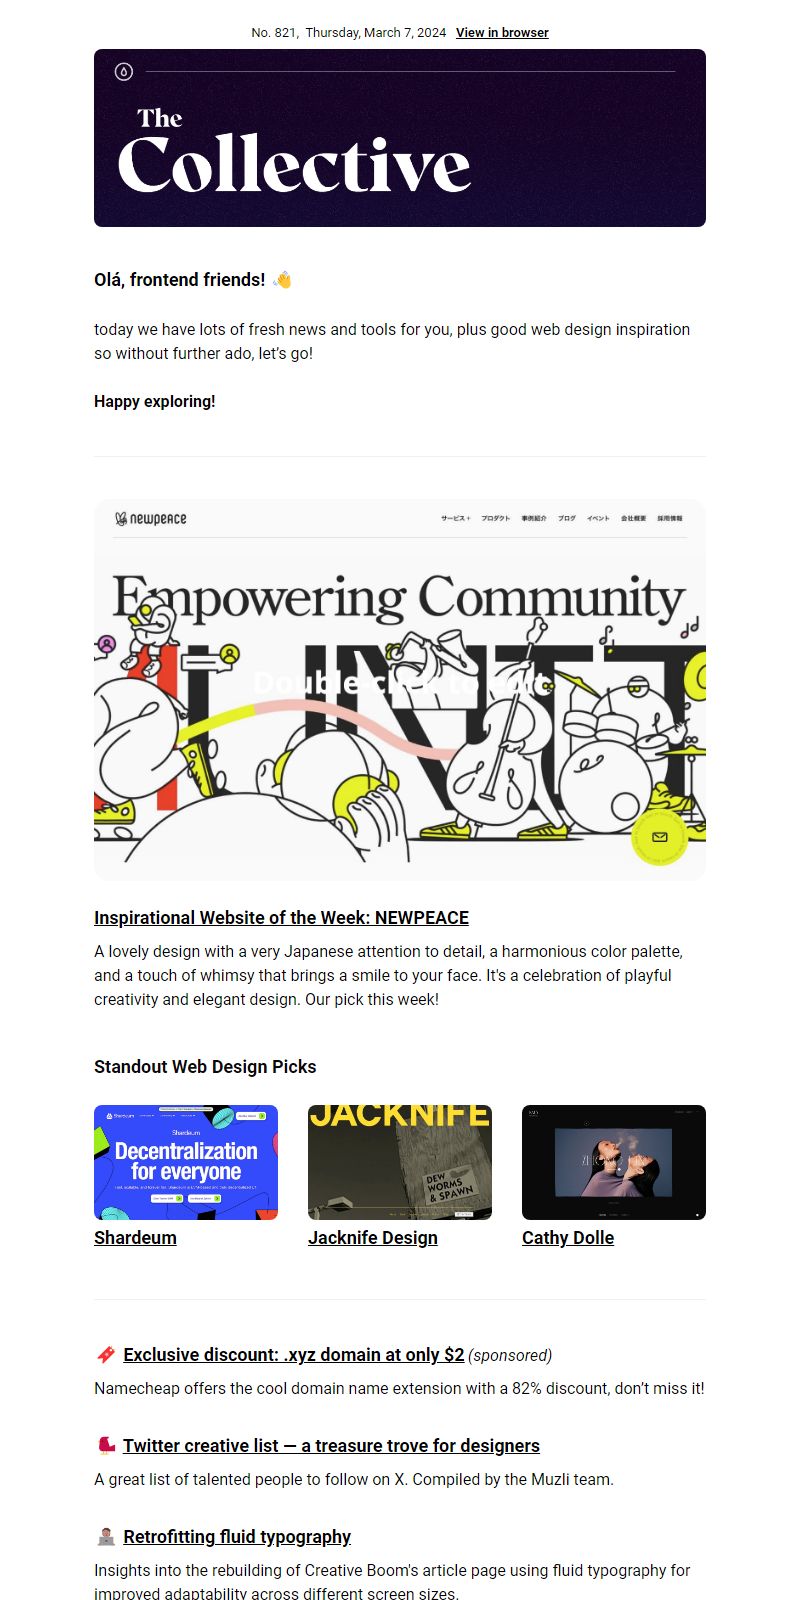 No. 821, Thursday, March 7, 2024 View in browser
The
Collective
Olá, frontend friends! 👋
today we have lots of fresh news and tools for you, plus good web design inspiration
so without further ado, let’s go!
Happy exploring!
newpeace
サービス + プロダクト 事例紹介 ブログ イベント 会社概要 採用情報
Empowering Community
Double-click to edit
Inspirational Website of the Week: NEWPEACE
A lovely design with a very Japanese attention to detail, a harmonious color palette,
and a touch of whimsy that brings a smile to your face. It's a celebration of playful
creativity and elegant design. Our pick this week!
Standout Web Design Picks
Shardeum
Shardeum
Decentralization
for everyone
JACKNIFE
DEW
WORMS
& SPAWN
Shardeum
Jacknife Design
Cathy Dolle
Exclusive discount: .xyz domain at only $2 (sponsored)
Namecheap offers the cool domain name extension with a 82% discount, don’t miss it!
Twitter creative list — a treasure trove for designers
A great list of talented people to follow on X. Compiled by the Muzli team.
Retrofitting fluid typography
Insights into the rebuilding of Creative Boom's article page using fluid typography for
improved adaptability across different screen sizes.